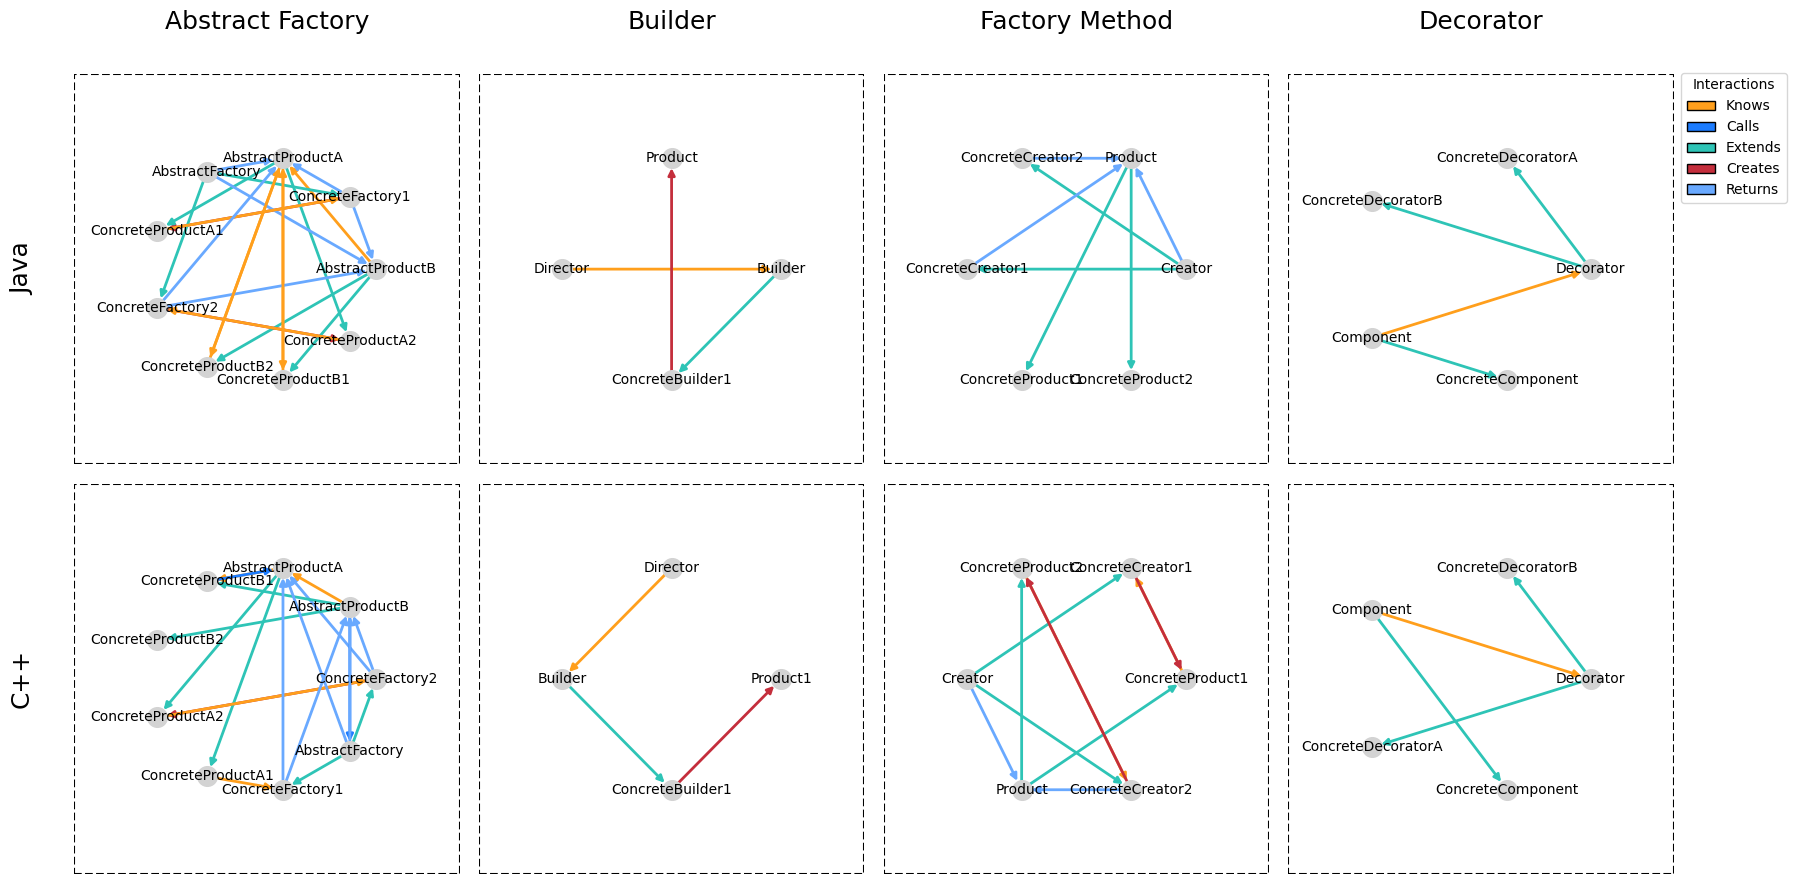 Abstract Factory
Builder
Factory Method
Decorator
Java
AbstractProductA
AbstractFactory
ConcreteFactory1
ConcreteProductA1
AbstractProductB
ConcreteFactory2
ConcreteProductA2
ConcreteProductB2
ConcreteProductB1
Product
Director
Builder
ConcreteBuilder1
ConcreteCreator2
Product
ConcreteCreator1
Creator
ConcreteProduct1
ConcreteProduct2
ConcreteDecoratorA
ConcreteDecoratorB
Decorator
Component
ConcreteComponent
Interactions
Knows
Calls
Extends
Creates
Returns
C++
AbstractProductA
ConcreteProductB1
AbstractProductB
ConcreteProductB2
ConcreteFactory2
ConcreteProductA2
AbstractFactory
ConcreteProductA1
ConcreteFactory1
Director
Builder
Product1
ConcreteBuilder1
ConcreteProduct2
ConcreteCreator1
Creator
ConcreteProduct1
Product
ConcreteCreator2
ConcreteDecoratorB
Component
Decorator
ConcreteDecoratorA
ConcreteComponent